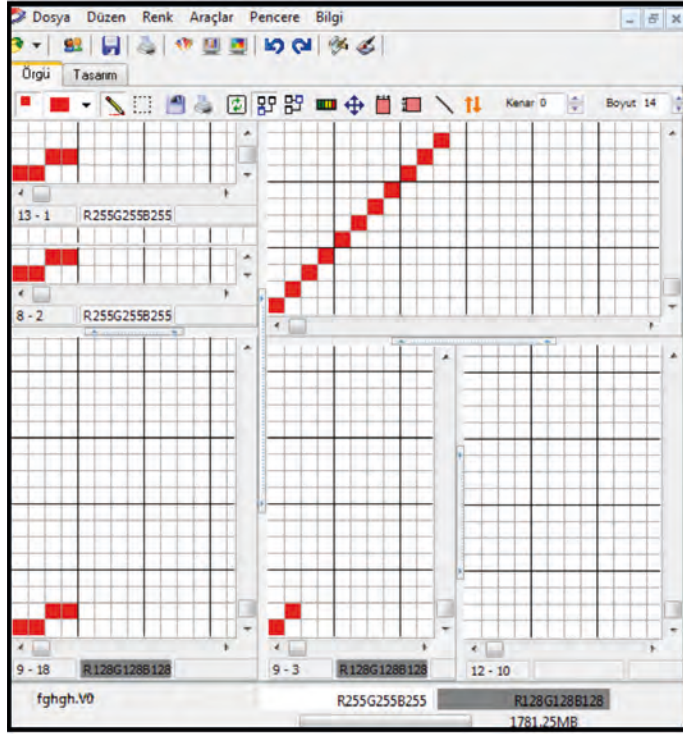 Dosya Düzen Renk Araçlar Pencere Bilgi
Örgü Tasarım
Kenar 0 Boyut 14
13 - 1 R255G255B255
8 - 2 R255G255B255
9 - 18 R128G128B128
9 - 3 R128G128B128
12 - 10
fghgh.V0 R255G255B255 R128G128B128
1781.25MB